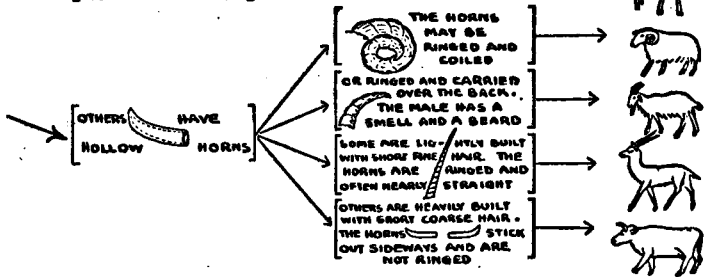 OTHERS HAVE
HOLLOW HORNS
THE HORNS
MAY BE
RINGED AND
COILED
OR RINGED AND CARRIED
OVER THE BACK.
THE MALE HAS A
SMELL AND A BEARD
SOME ARE LIG-HTLY BUILT
WITH SHORT FINE HAIR. THE
HORNS ARE RINGED AND
OFTEN NEARLY STRAIGHT
OTHERS ARE HEAVILY BUILT
WITH SHORT COARSE HAIR.
THE HORNS STICK
OUT SIDEWAYS AND ARE
NOT RINGED